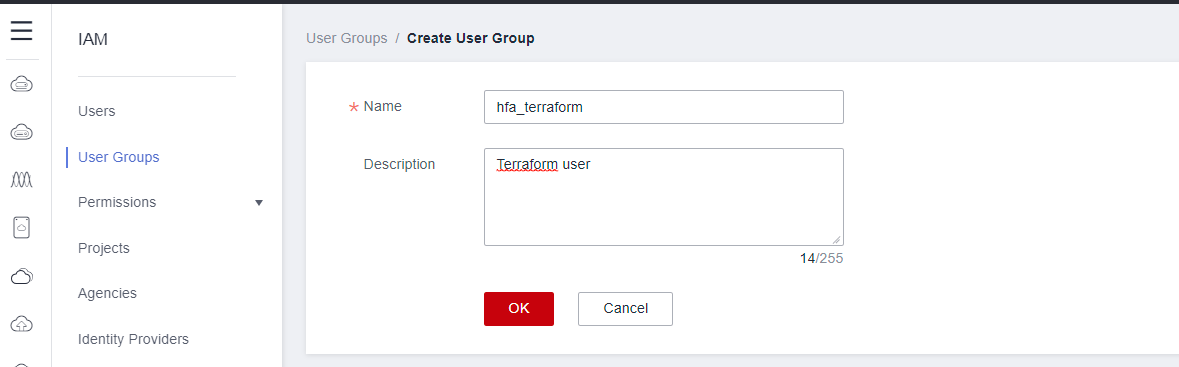 IAM
Users
User Groups
Permissions
Projects
Agencies
Identity Providers
User Groups / Create User Group
* Name
hfa_terraform
Description
Terraform user
14/255
OK
Cancel